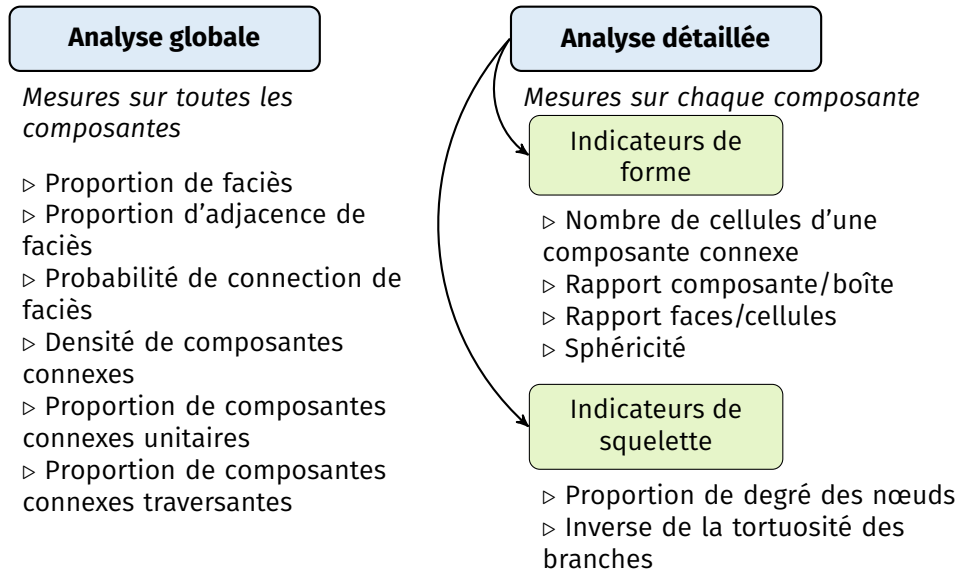 Analyse globale
Mesures sur toutes les
composantes
▷ Proportion de faciès
▷ Proportion d'adjacence de
faciès
▷ Probabilité de connection de
faciès
▷ Densité de composantes
connexes
▷ Proportion de composantes
connexes unitaires
▷ Proportion de composantes
connexes traversantes
Analyse détaillée
Mesures sur chaque composante
Indicateurs de
forme
▷ Nombre de cellules d’une
composante connexe
▷ Rapport composante/boîte
▷ Rapport faces/cellules
▷ Sphéricité
Indicateurs de
squelette
▷ Proportion de degré des nœuds
▷ Inverse de la tortuosité des
branches